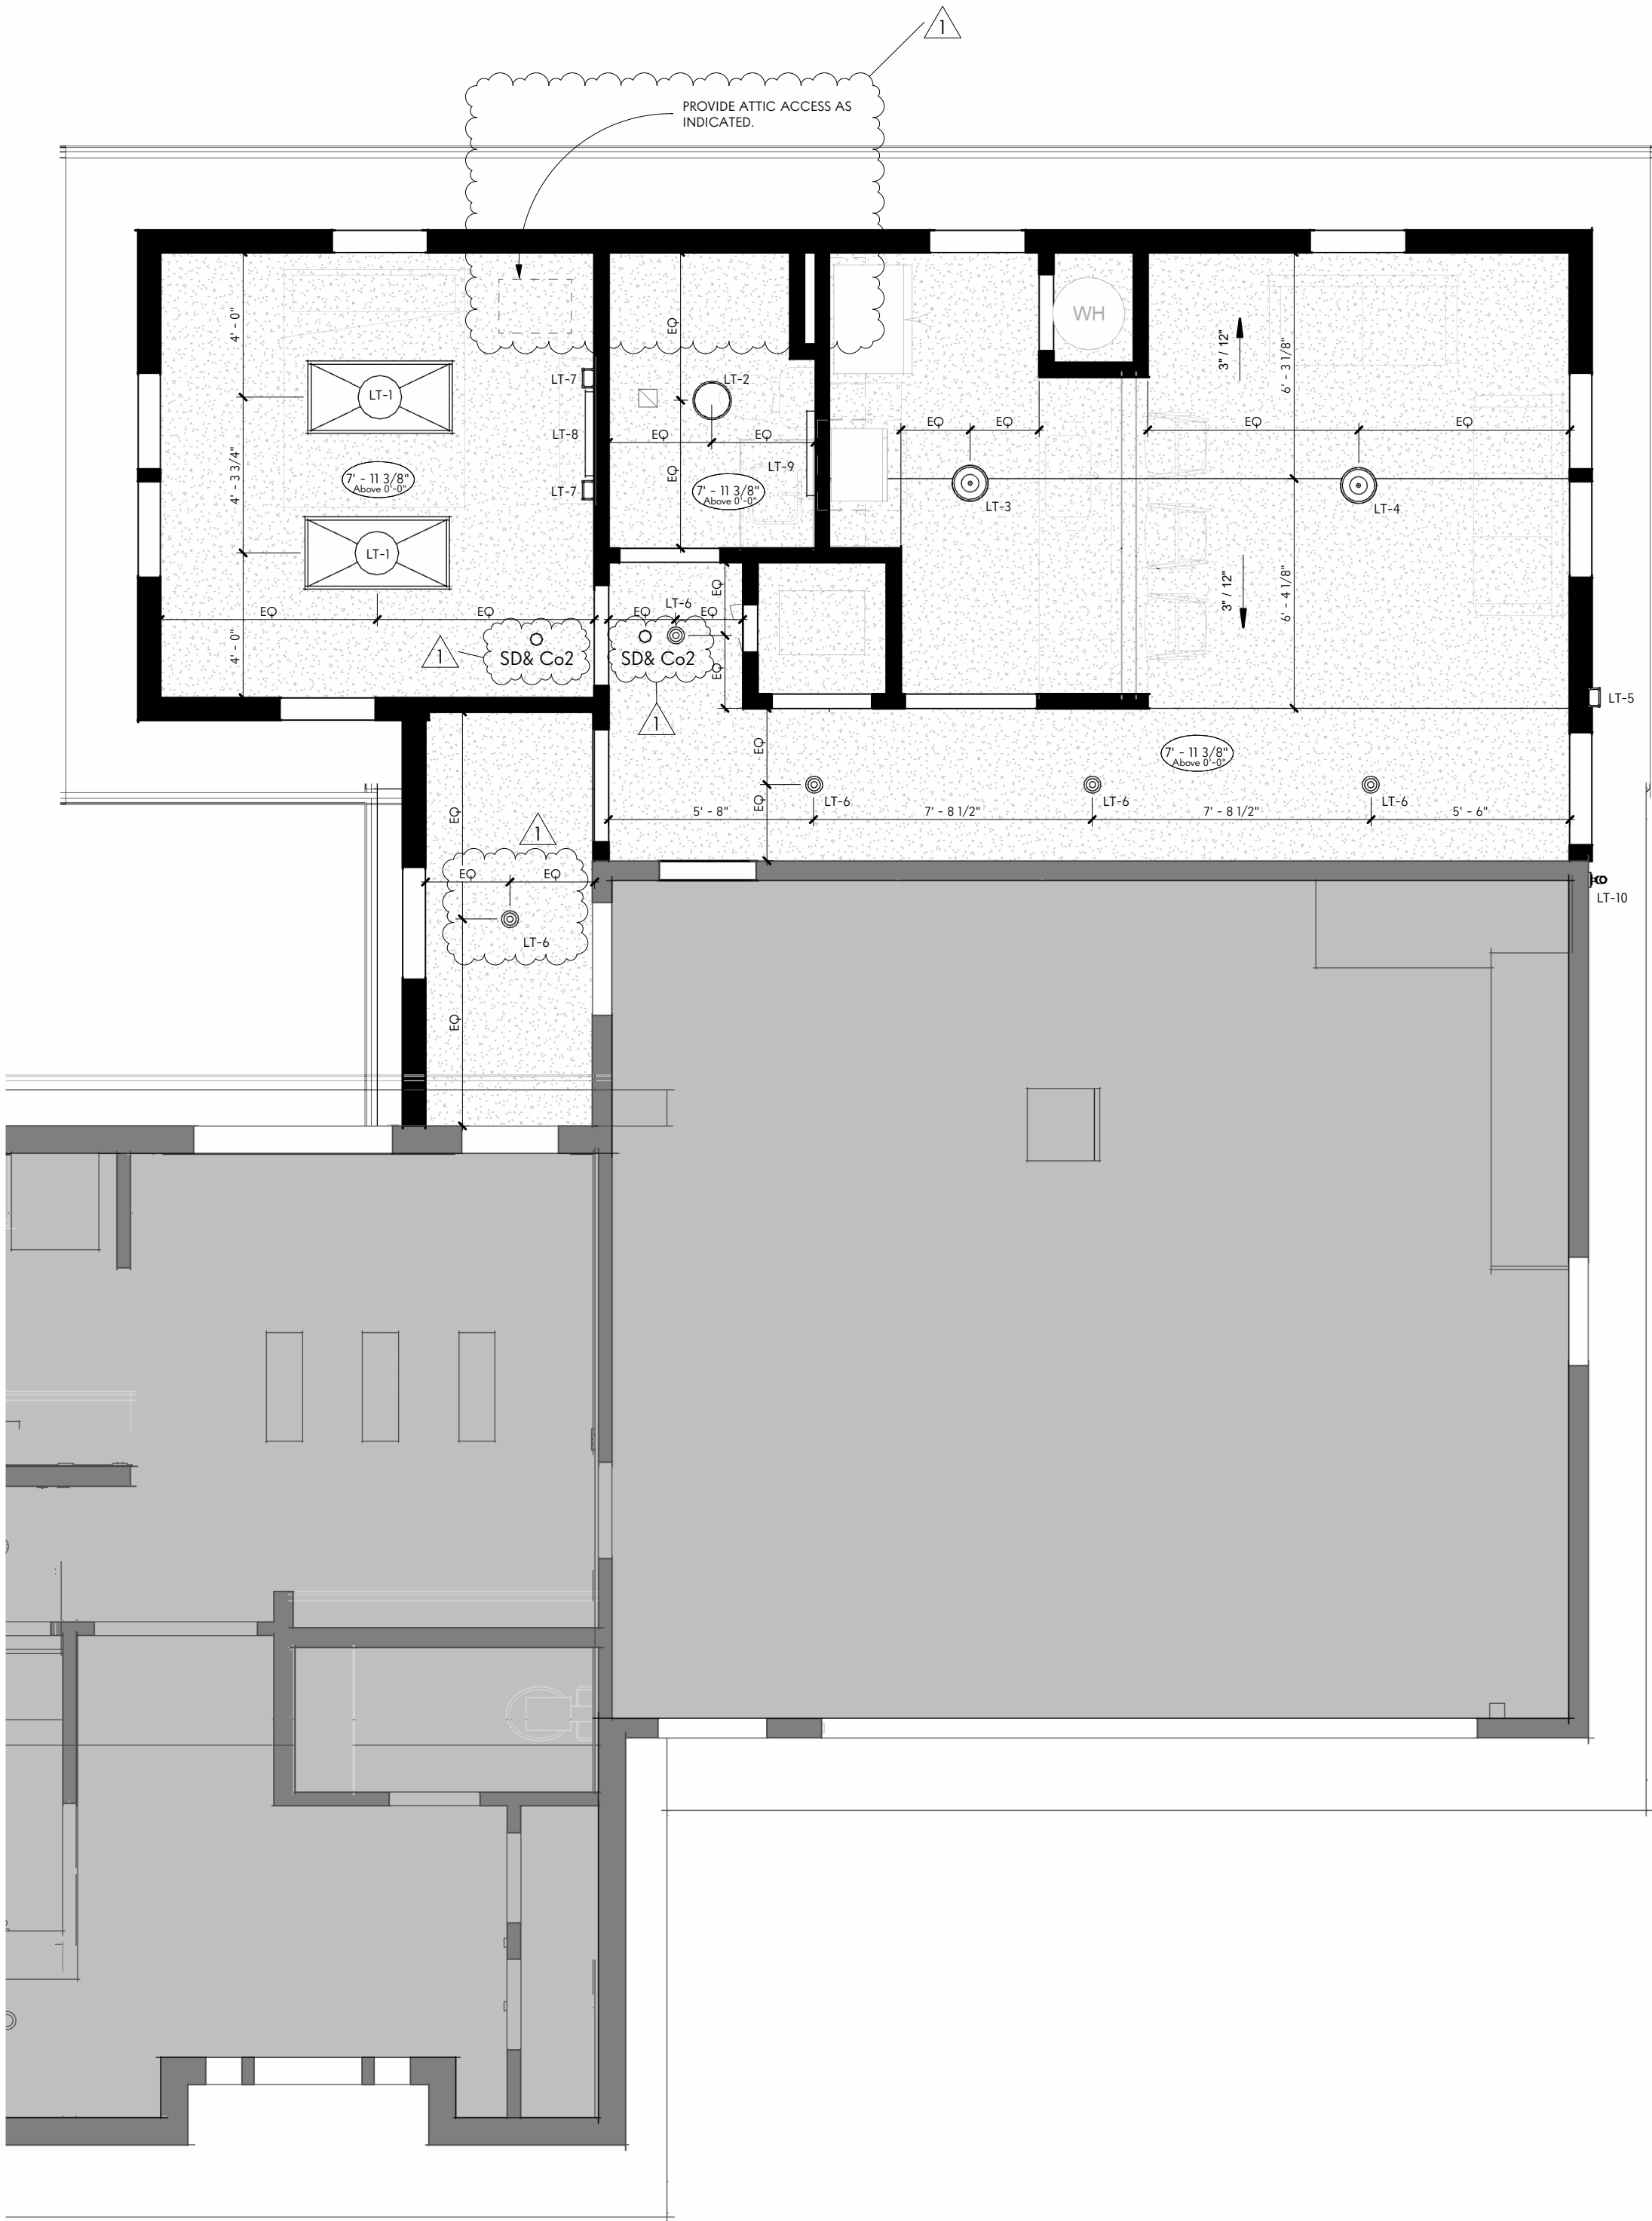 1
PROVIDE ATTIC ACCESS AS
INDICATED.
4' - 0"
4' - 3 3/4"
4' - 0"
LT-1
LT-1
7' - 11 3/8"
Above 0'-0"
EQ
EQ
LT-7
LT-8
LT-7
1
SD& Co2
EQ
EQ
LT-2
EQ
EQ
LT-9
7' - 11 3/8"
Above 0'-0"
EQ
LT-6
EQ
EQ
EQ
SD& Co2
1
WH
EQ
EQ
LT-3
3" / 12"
6' - 3 1/8"
EQ
EQ
LT-4
3" / 12"
6' - 4 1/8"
LT-5
7' - 11 3/8"
Above 0'-0"
EQ
EQ
LT-6
LT-6
LT-6
5' - 8"
7' - 8 1/2"
7' - 8 1/2"
5' - 6"
LT-10
EQ
1
EQ
EQ
LT-6
EQ